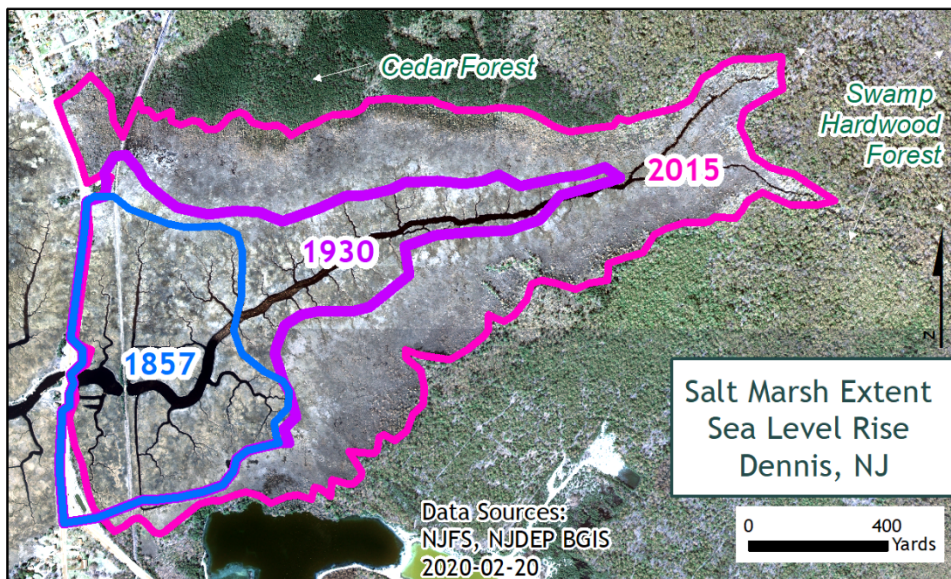 Cedar Forest
Swamp
Hardwood
Forest
2015
1930
1857
N
Salt Marsh Extent
Sea Level Rise
Dennis, NJ
Data Sources:
NJFS, NJDEP BGIS
2020-02-20
0 400
Yards